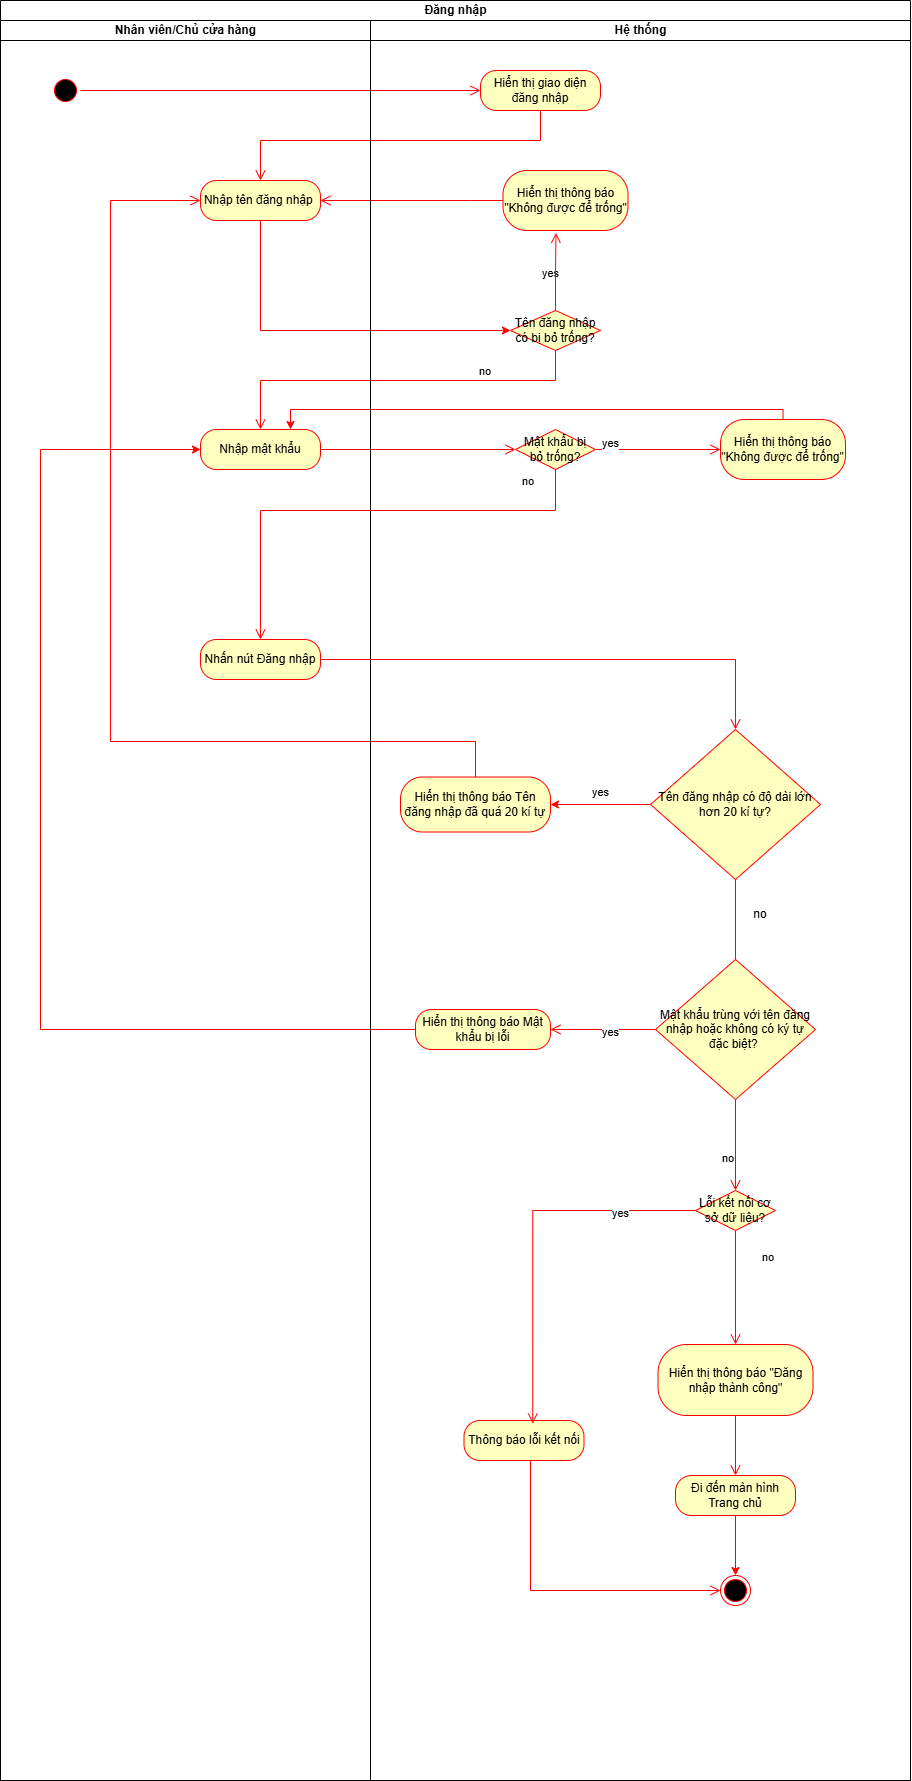 Đăng nhập
Nhân viên/Chủ cửa hàng
Hệ thống
Hiển thị giao diện
đăng nhập
Nhập tên đăng nhập
Hiển thị thông báo
"Không được để trống"
yes
Tên đăng nhập
có bị bỏ trống?
no
Nhập mật khẩu
Mật khẩu bị
bỏ trống?
yes
Hiển thị thông báo
"Không được để trống"
no
Nhấn nút Đăng nhập
Tên đăng nhập có độ dài lớn
hơn 20 kí tự?
yes
Hiển thị thông báo Tên
đăng nhập đã quá 20 kí tự
no
Mật khẩu trùng với tên đăng
nhập hoặc không có ký tự
đặc biệt?
yes
Hiển thị thông báo Mật
khẩu bị lỗi
no
Lỗi kết nối cơ
sở dữ liệu?
yes
no
Hiển thị thông báo "Đăng
nhập thành công"
Thông báo lỗi kết nối
Đi đến màn hình
Trang chủ